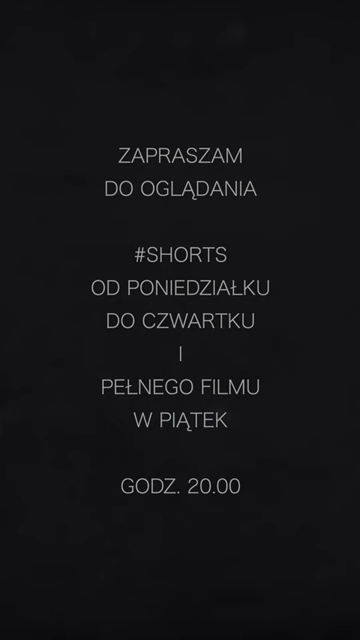 ZAPRASZAM
DO OGLĄDANIA
#SHORTS
OD PONIEDZIAŁKU
DO CZWARTKU
I
PEŁNEGO FILMU
W PIĄTEK
GODZ. 20.00